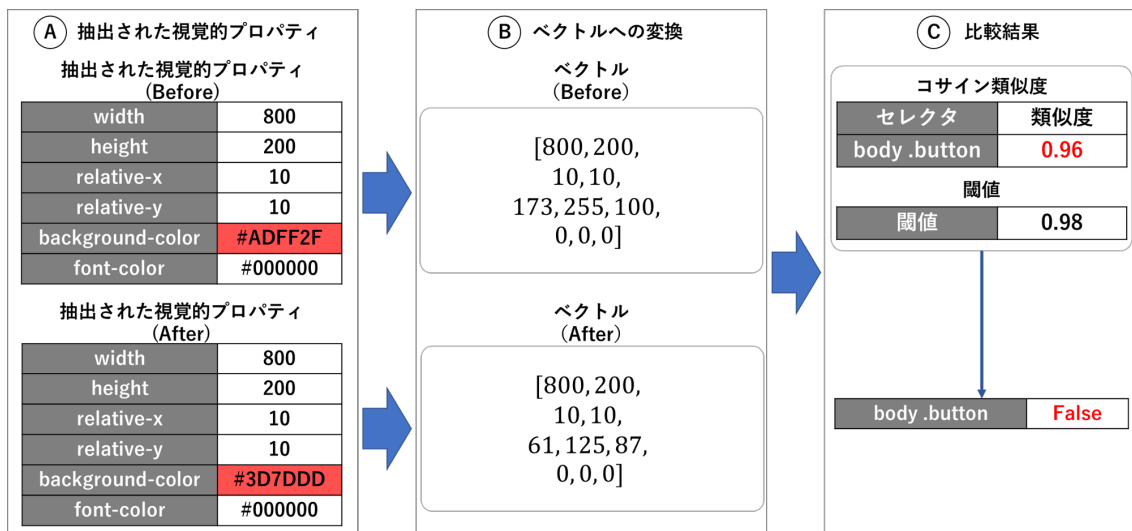 A 抽出された視覚的プロパティ
抽出された視覚的プロパティ
(Before)
width 800
height 200
relative-x 10
relative-y 10
background-color #ADFF2F
font-color #000000
抽出された視覚的プロパティ
(After)
width 800
height 200
relative-x 10
relative-y 10
background-color #3D7DDD
font-color #000000
B ベクトルへの変換
ベクトル
(Before)
[800, 200,
10, 10,
173, 255, 100,
0, 0, 0]
ベクトル
(After)
[800, 200,
10, 10,
61, 125, 87,
0, 0, 0]
C 比較結果
コサイン類似度
セレクタ 類似度
body .button 0.96
閾値
閾値 0.98
body .button False